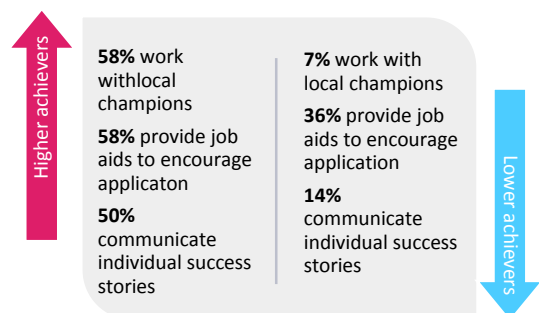 Higher achievers
58% work
withlocal
champions
58% provide job
aids to encourage
applicaton
50%
communicate
individual success
stories
7% work with
local champions
36% provide job
aids to encourage
application
14%
communicate
individual success
stories
Lower achievers